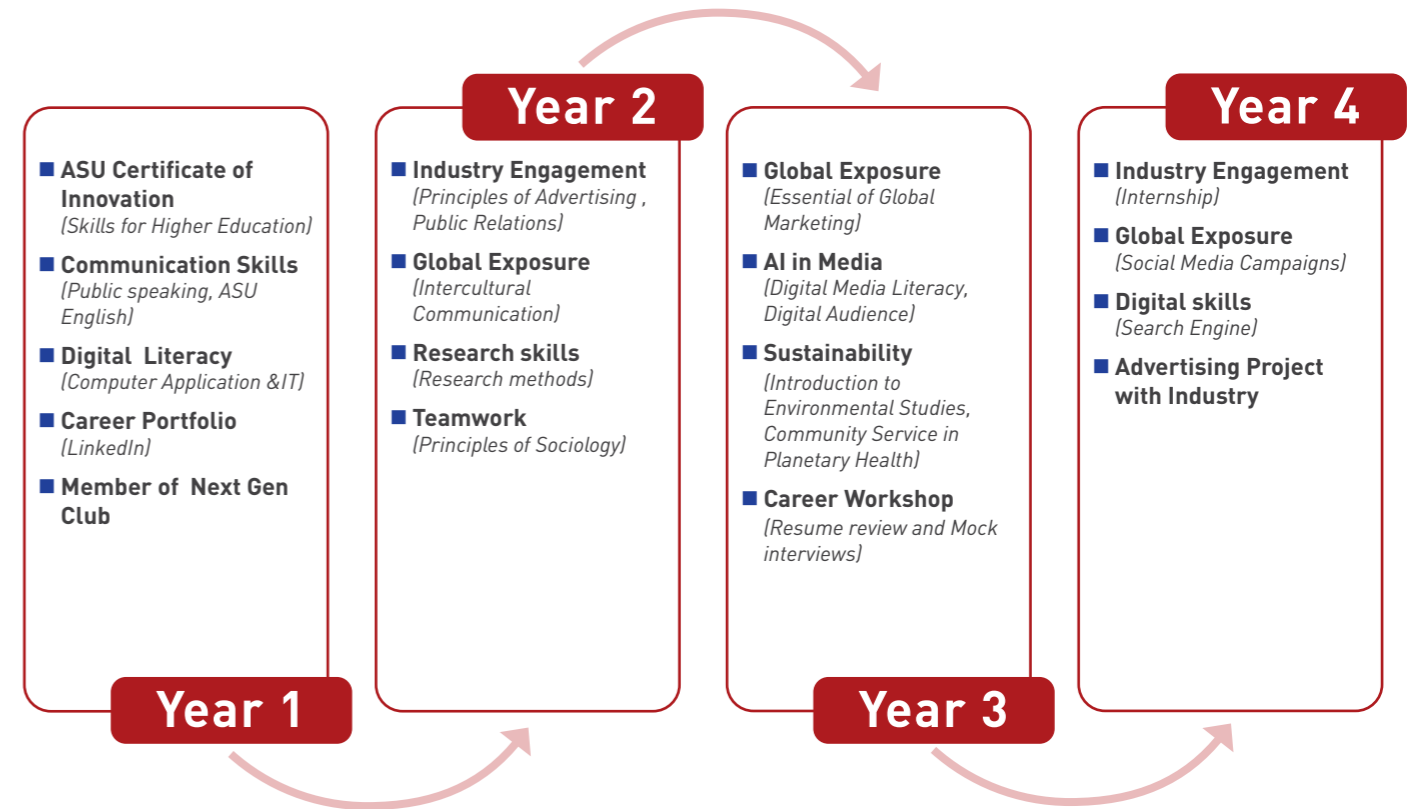 Year 1
ASU Certificate of
Innovation
(Skills for Higher Education)
Communication Skills
(Public speaking, ASU
English)
Digital  Literacy
(Computer Application &IT)
Career Portfolio
(LinkedIn)
Member of  Next Gen
Club
Year 2
Industry Engagement
(Principles of Advertising ,
Public Relations)
Global Exposure
(Intercultural
Communication)
Research skills
(Research methods)
Teamwork
(Principles of Sociology)
Year 3
Global Exposure
(Essential of Global
Marketing)
AI in Media
(Digital Media Literacy,
Digital Audience)
Sustainability
(Introduction to
Environmental Studies,
Community Service in
Planetary Health)
Career Workshop
(Resume review and Mock
interviews)
Year 4
Industry Engagement
(Internship)
Global Exposure
(Social Media Campaigns)
Digital skills
(Search Engine)
Advertising Project
with Industry